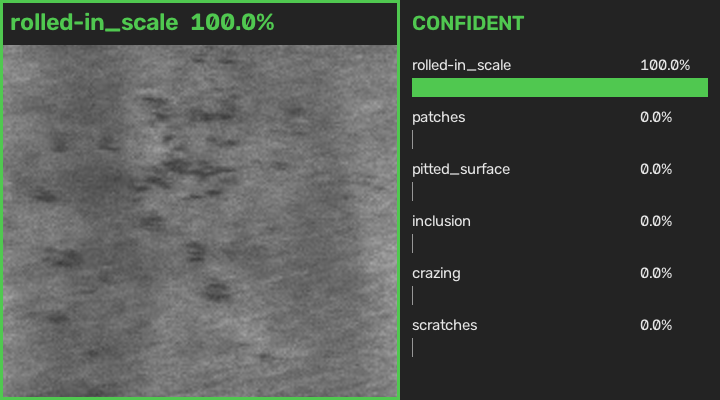 rolled-in_scale 100.0%
CONFIDENT
rolled-in_scale 100.0%
patches 0.0%
pitted_surface 0.0%
inclusion 0.0%
crazing 0.0%
scratches 0.0%